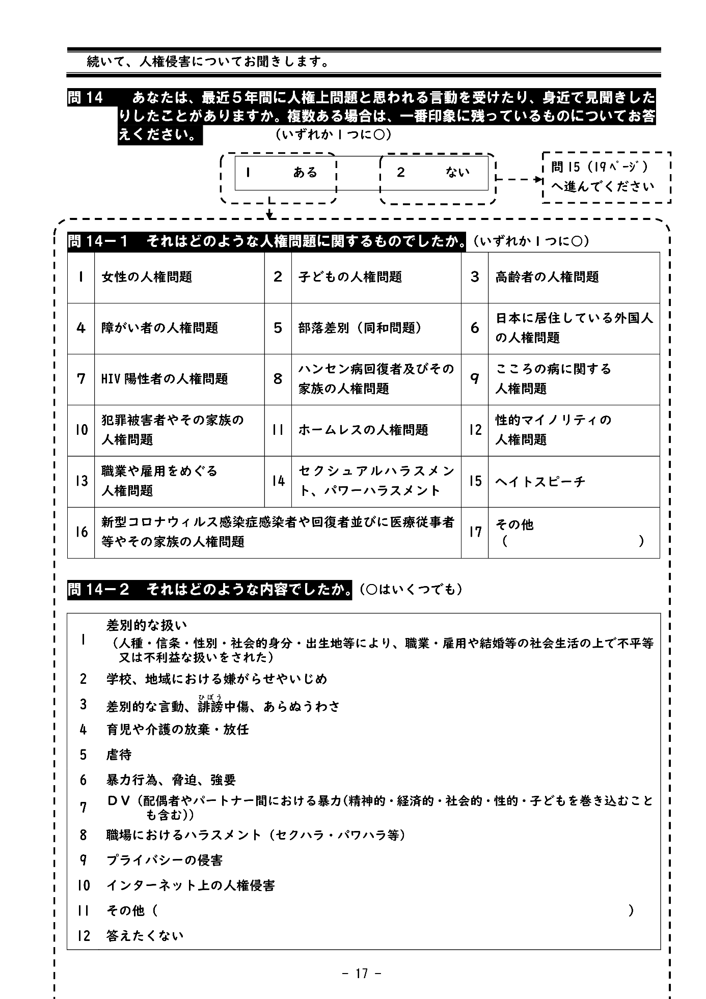 続いて、人権侵害についてお聞きします。
問14　あなたは、最近５年間に人権上問題と思われる言動を受けたり、身近で見聞きした
りしたことがありますか。複数ある場合は、一番印象に残っているものについてお答
えください。　（いずれか１つに○）
1　ある　2　ない
問15（19ﾍﾟｰｼﾞ）
へ進んでください
問14－１　それはどのような人権問題に関するものでしたか。（いずれか１つに○）
1　女性の人権問題　2　子どもの人権問題　3　高齢者の人権問題
4　障がい者の人権問題　5　部落差別（同和問題）　6　日本に居住している外国人
の人権問題
7　HIV陽性者の人権問題　8　ハンセン病回復者及びその
家族の人権問題
9　こころの病に関する
人権問題
10　犯罪被害者やその家族の
人権問題
11　ホームレスの人権問題
12　性的マイノリティの
人権問題
13　職業や雇用をめぐる
人権問題
14　セクシュアルハラスメン
ト、パワーハラスメント
15　ヘイトスピーチ
16　新型コロナウィルス感染症感染者や回復者並びに医療従事者
等やその家族の人権問題
17　その他
（　　　　　）
問14－２　それはどのような内容でしたか。（○はいくつでも）
1　差別的な扱い
（人種・信条・性別・社会的身分・出生地等により、職業・雇用や結婚等の社会生活の上で不平等
又は不利益な扱いをされた）
2　学校、地域における嫌がらせやいじめ
ひぼう
3　差別的な言動、誹謗中傷、あらぬうわさ
4　育児や介護の放棄・放任
5　虐待
6　暴力行為、脅迫、強要
7　ＤＶ（配偶者やパートナー間における暴力(精神的・経済的・社会的・性的・子どもを巻き込むこと
も含む)）
8　職場におけるハラスメント（セクハラ・パワハラ等）
9　プライバシーの侵害
10　インターネット上の人権侵害
11　その他（　　　　　）
12　答えたくない
－ 17 －